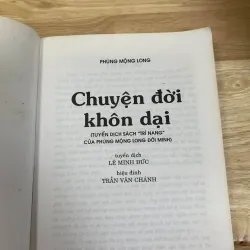 PHÙNG MỘNG LONG
Chuyện đời
khôn dại
(TUYỂN DỊCH SÁCH "TRÍ NANG"
CỦA PHÙNG MỘNG LONG ĐỜI MINH)
tuyển dịch
LÊ MINH ĐỨC
hiệu đính
TRẦN VĂN CHÁNH